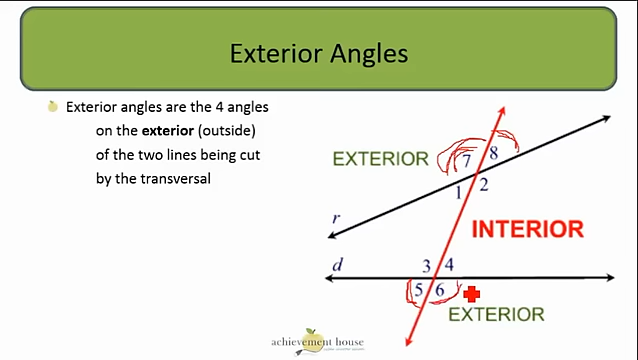 Exterior Angles
Exterior angles are the 4 angles
on the exterior (outside)
of the two lines being cut
by the transversal
EXTERIOR
7
8
1
2
r
INTERIOR
d
3
4
5
6
EXTERIOR
achievement house